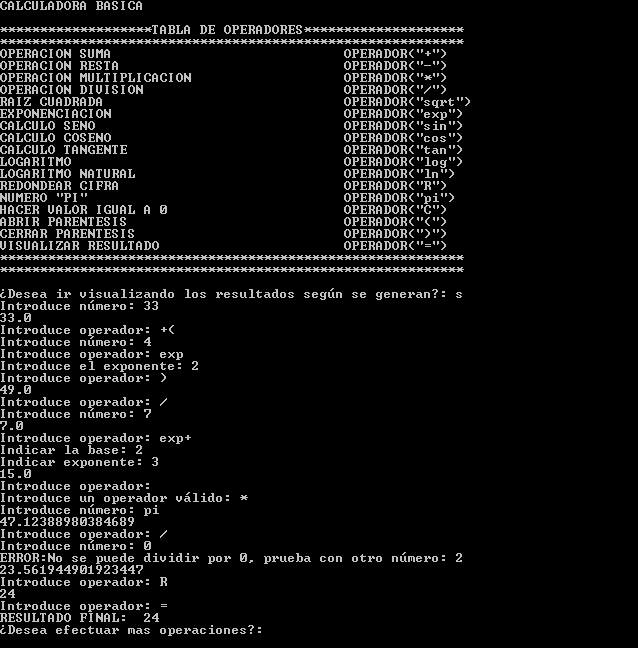 CALCULADORA BASICA
*******************TABLA DE OPERADORES********************
**********************************************************
OPERACION SUMA OPERADOR("+")
OPERACION RESTA OPERADOR("-")
OPERACION MULTIPLICACION OPERADOR("*")
OPERACION DIVISION OPERADOR("/")
RAIZ CUADRADA OPERADOR("sqrt")
EXPONENCIACION OPERADOR("exp")
CALCULO SENO OPERADOR("sin")
CALCULO COSENO OPERADOR("cos")
CALCULO TANGENTE OPERADOR("tan")
LOGARITMO OPERADOR("log")
LOGARITMO NATURAL OPERADOR("ln")
REDONDEAR CIFRA OPERADOR("R")
NUMERO "PI" OPERADOR("pi")
HACER VALOR IGUAL A 0 OPERADOR("C")
ABRIR PARENTESIS OPERADOR("(")
CERRAR PARENTESIS OPERADOR(")")
VISUALIZAR RESULTADO OPERADOR("=")
**********************************************************
**********************************************************
¿Desea ir visualizando los resultados según se generan?: s
Introduce número: 33
33.0
Introduce operador: +(
Introduce número: 4
Introduce operador: exp
Introduce el exponente: 2
Introduce operador: )
49.0
Introduce operador: /
Introduce número: 7
7.0
Introduce operador: exp+
Indicar la base: 2
Indicar exponente: 3
15.0
Introduce operador:
Introduce un operador válido: *
Introduce número: pi
47.12388980384689
Introduce operador: /
Introduce número: 0
ERROR:No se puede dividir por 0, prueba con otro número: 2
23.561944901923447
Introduce operador: R
24
Introduce operador: =
RESULTADO FINAL: 24
¿Desea efectuar mas operaciones?: